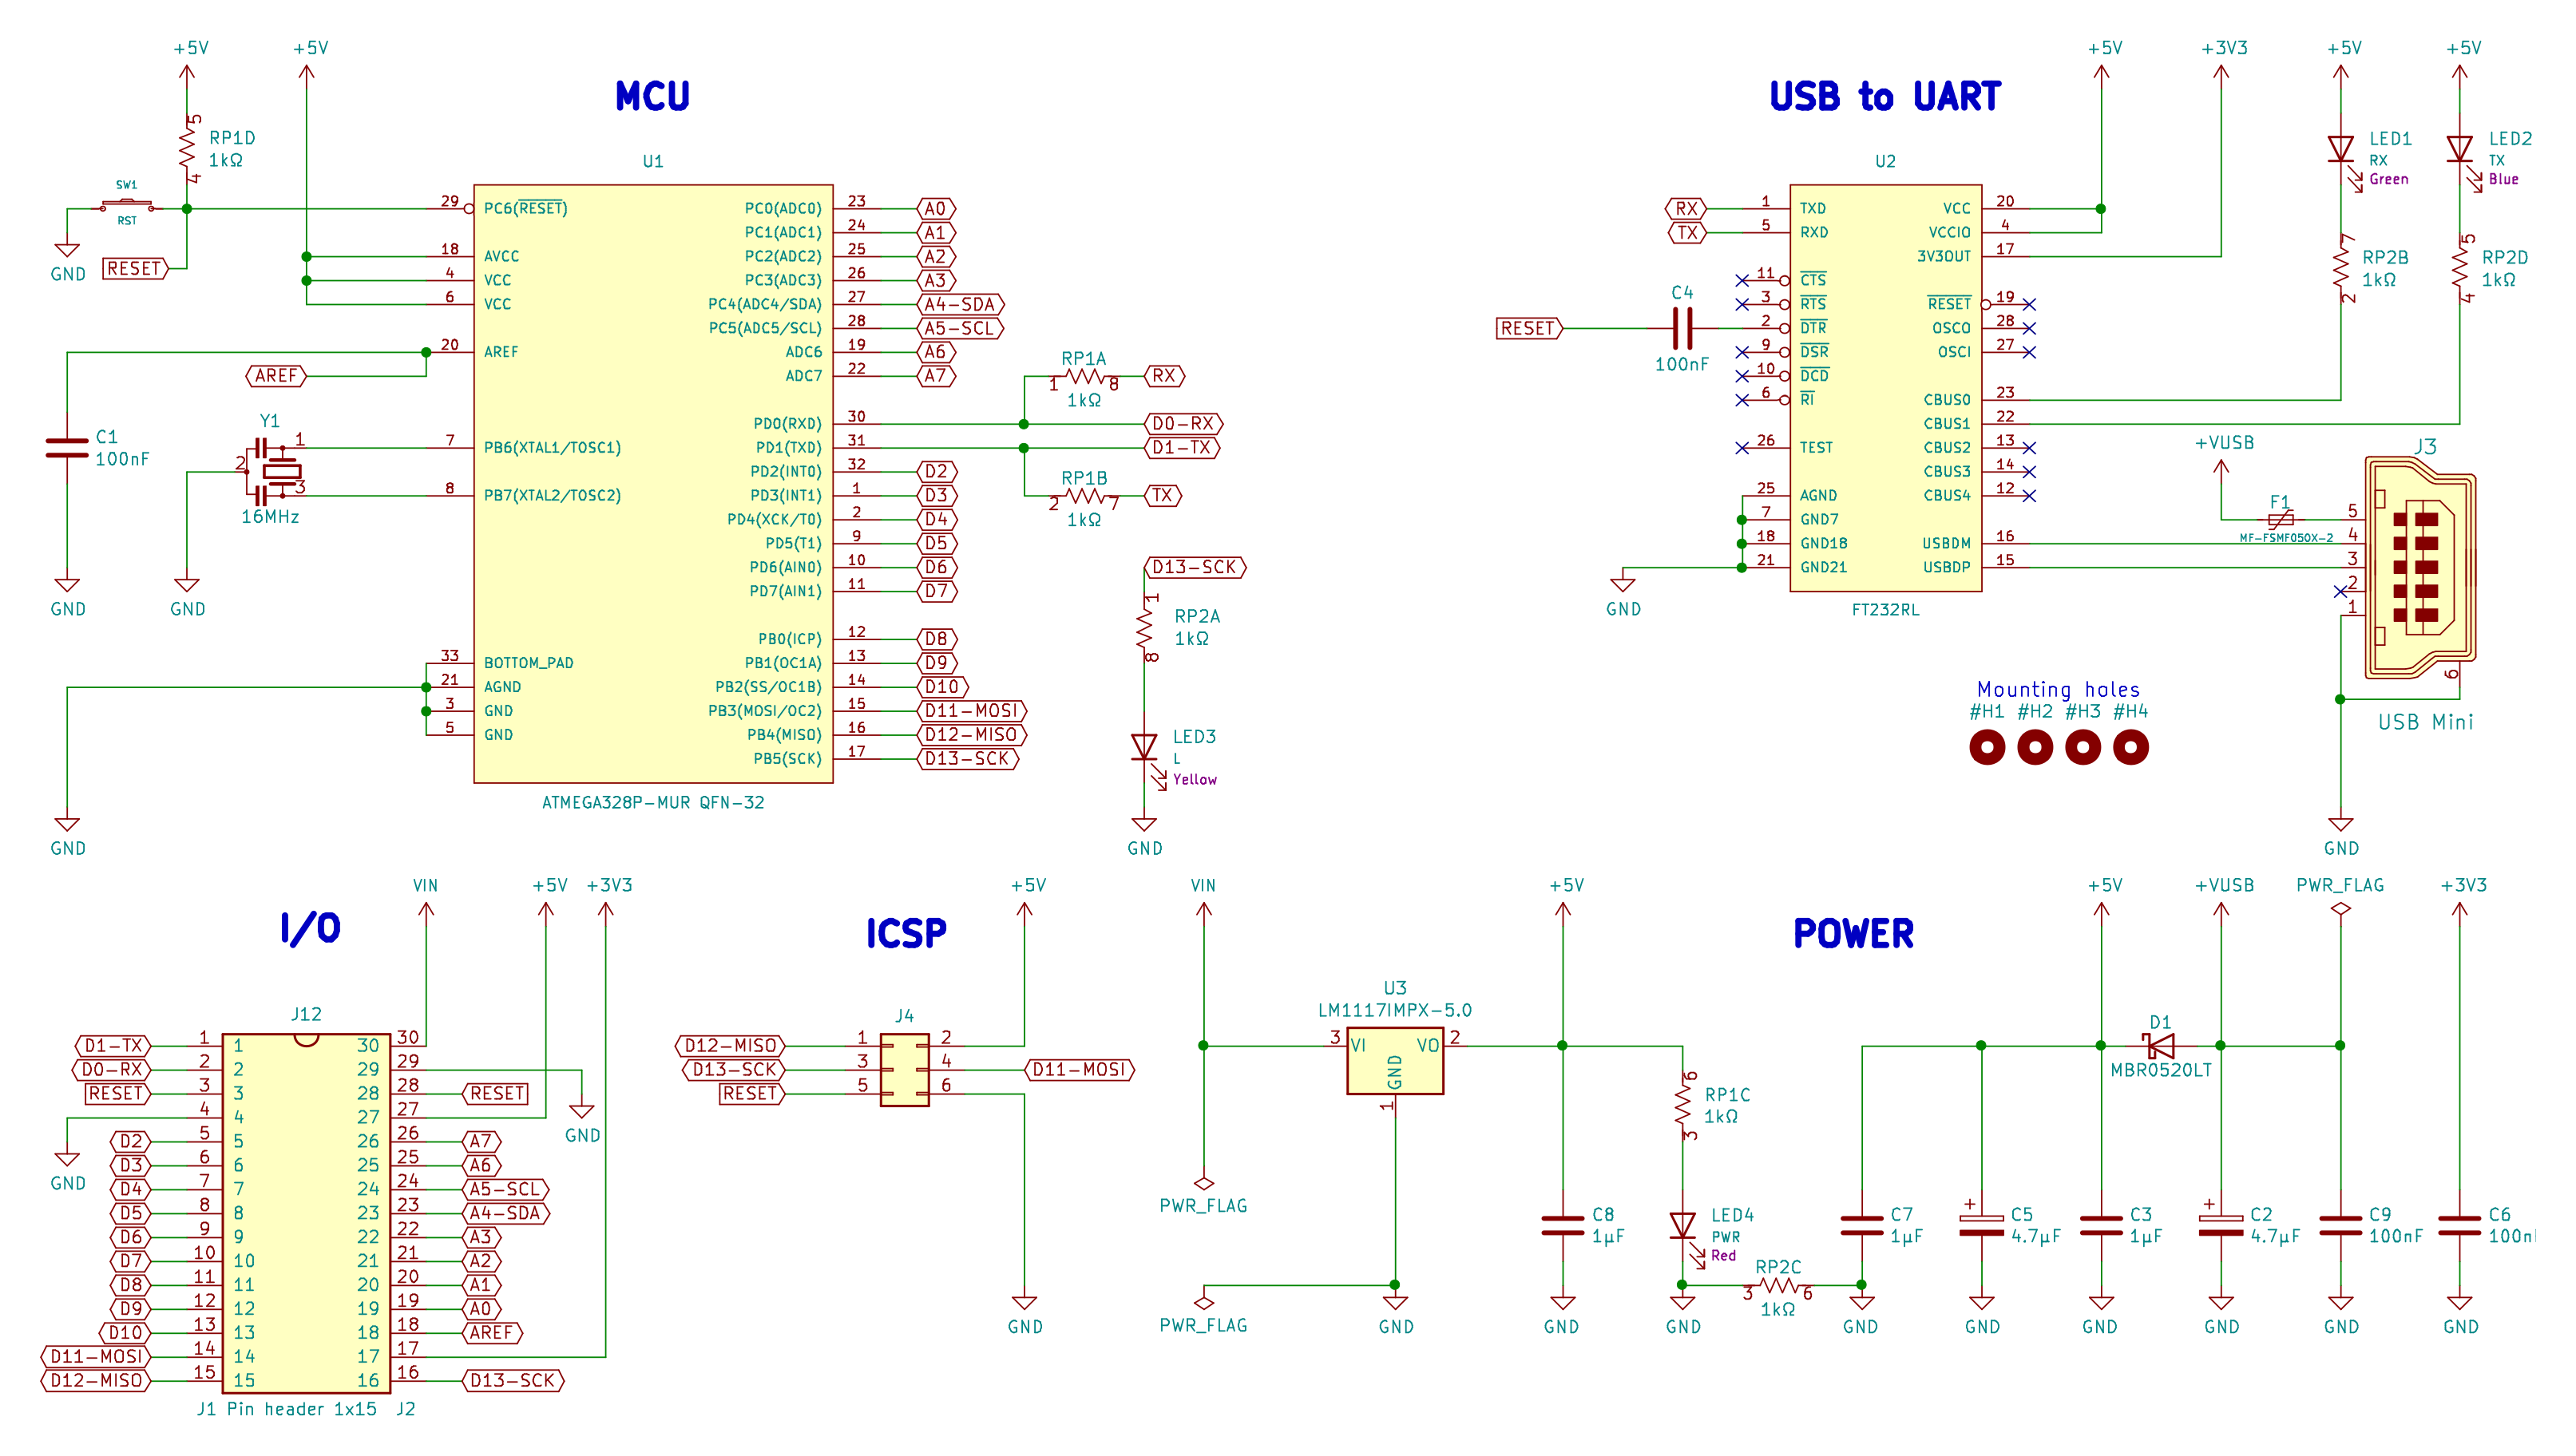 MCU
+5V
+5V
RP1D
1kΩ
5
4
SW1
RST
GND
RESET
U1
29 PC6(RESET)
18 AVCC
4 VCC
6 VCC
20 AREF
7 PB6(XTAL1/TOSC1)
8 PB7(XTAL2/TOSC2)
33 BOTTOM_PAD
21 AGND
3 GND
5 GND
AREF
C1
100nF
GND
Y1
1
2
3
16MHz
GND
GND
PC0(ADC0) 23 A0
PC1(ADC1) 24 A1
PC2(ADC2) 25 A2
PC3(ADC3) 26 A3
PC4(ADC4/SDA) 27 A4-SDA
PC5(ADC5/SCL) 28 A5-SCL
ADC6 19 A6
ADC7 22 A7
PD0(RXD) 30 D0-RX
PD1(TXD) 31 D1-TX
PD2(INT0) 32 D2
PD3(INT1) 1 D3
PD4(XCK/T0) 2 D4
PD5(T1) 9 D5
PD6(AIN0) 10 D6
PD7(AIN1) 11 D7
PB0(ICP) 12 D8
PB1(OC1A) 13 D9
PB2(SS/OC1B) 14 D10
PB3(MOSI/OC2) 15 D11-MOSI
PB4(MISO) 16 D12-MISO
PB5(SCK) 17 D13-SCK
ATMEGA328P-MUR QFN-32
RP1A
1 8 RX
1kΩ
RP1B
2 7 TX
1kΩ
D13-SCK
1
RP2A
1kΩ
8
LED3
L
Yellow
GND
USB to UART
+5V
+3V3
+5V
+5V
U2
RX 1 TXD
TX 5 RXD
11 CTS
3 RTS
2 DTR
9 DSR
10 DCD
6 RI
26 TEST
25 AGND
7 GND7
18 GND18
21 GND21
RESET
C4
100nF
GND
VCC 20
VCCIO 4
3V3OUT 17
RESET 19
OSCO 28
OSCI 27
CBUS0 23
CBUS1 22
CBUS2 13
CBUS3 14
CBUS4 12
USBDM 16
USBDP 15
FT232RL
LED1
RX
Green
7
RP2B
1kΩ
2
LED2
TX
Blue
5
RP2D
1kΩ
4
+VUSB
F1
MF-FSMF050X-2
J3
5
4
3
2
1
6
USB Mini
GND
Mounting holes
#H1 #H2 #H3 #H4
I/O
VIN
+5V
+3V3
J12
D1-TX 1 1
D0-RX 2 2
RESET 3 3
4 4
D2 5 5
D3 6 6
D4 7 7
D5 8 8
D6 9 9
D7 10 10
D8 11 11
D9 12 12
D10 13 13
D11-MOSI 14 14
D12-MISO 15 15
GND
30 30
29 29
28 28 RESET
27 27
26 26 A7
25 25 A6
24 24 A5-SCL
23 23 A4-SDA
22 22 A3
21 21 A2
20 20 A1
19 19 A0
18 18 AREF
17 17
16 16 D13-SCK
GND
J1 Pin header 1x15 J2
ICSP
+5V
J4
D12-MISO 1 2
D13-SCK 3 4 D11-MOSI
RESET 5 6
GND
POWER
VIN
+5V
U3
LM1117IMPX-5.0
3 VI VO 2
GND
1
PWR_FLAG
PWR_FLAG
GND
C8
1µF
GND
6
RP1C
1kΩ
3
LED4
PWR
Red
GND
RP2C
3 6
1kΩ
C7
1µF
GND
C5
+
4.7µF
GND
+5V
C3
1µF
GND
D1
MBR0520LT
+VUSB
C2
+
4.7µF
GND
PWR_FLAG
C9
100nF
GND
+3V3
C6
100n
GND